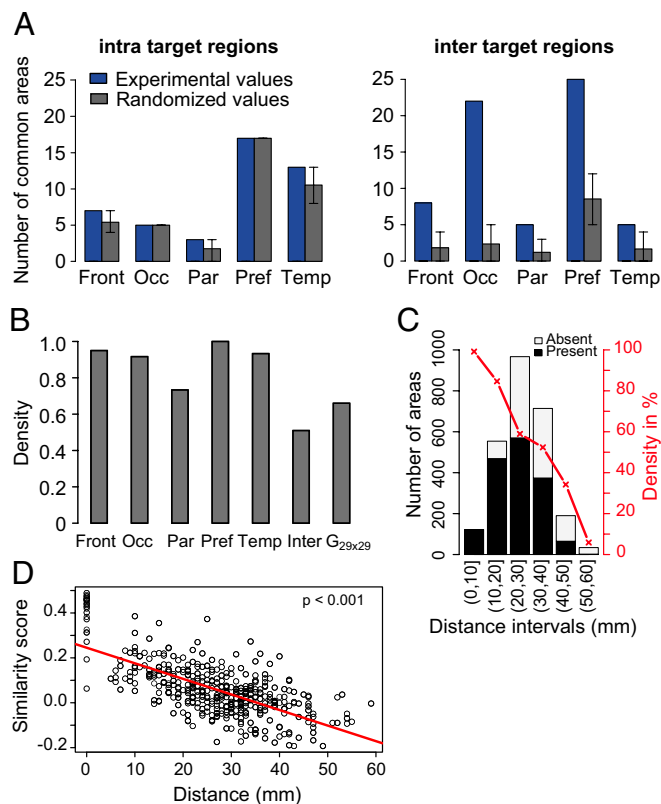 A
intra target regions
inter target regions
Number of common areas
25
20
15
10
5
0
Experimental values
Randomized values
Front Occ Par Pref Temp
25
20
15
10
5
0
Front Occ Par Pref Temp
B
Density
1.0
0.8
0.6
0.4
0.2
0
Front Occ Par Pref Temp Inter G29x29
C
Number of areas
1000
800
600
400
200
0
Absent
Present
100
80
60
40
20
0
Density in %
(0,10]
(10,20]
(20,30]
(30,40]
(40,50]
(50,60]
Distance intervals (mm)
D
Similarity score
0.4
0.2
0.0
-0.2
p < 0.001
0 10 20 30 40 50 60
Distance (mm)